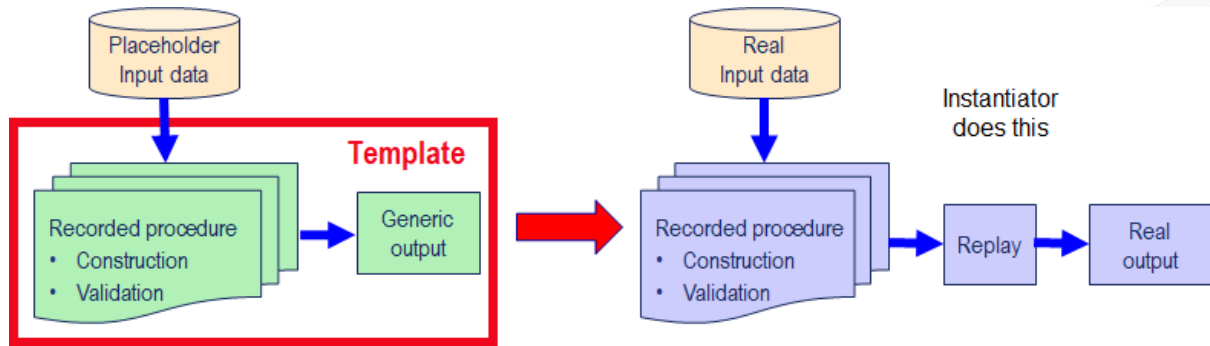 Placeholder
Input data
Template
Recorded procedure
• Construction
• Validation
Generic
output
Real
Input data
Instantiator
does this
Recorded procedure
• Construction
• Validation
Replay
Real
output